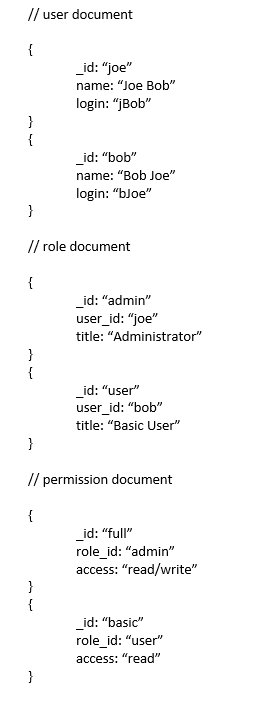 // user document
{
_id: “joe”
name: “Joe Bob”
login: “jBob”
}
{
_id: “bob”
name: “Bob Joe”
login: “bJoe”
}
// role document
{
_id: “admin”
user_id: “joe”
title: “Administrator”
}
{
_id: “user”
user_id: “bob”
title: “Basic User”
}
// permission document
{
_id: “full”
role_id: “admin”
access: “read/write”
}
{
_id: “basic”
role_id: “user”
access: “read”
}